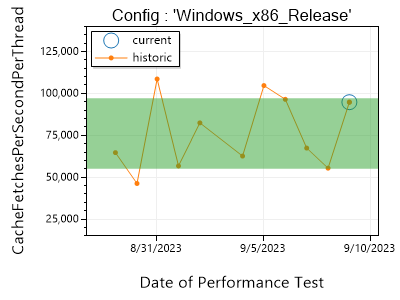 Config : 'Windows_x86_Release'
CacheFetchesPerSecondPerThread
125,000
100,000
75,000
50,000
25,000
current
historic
8/31/2023
9/5/2023
9/10/2023
Date of Performance Test